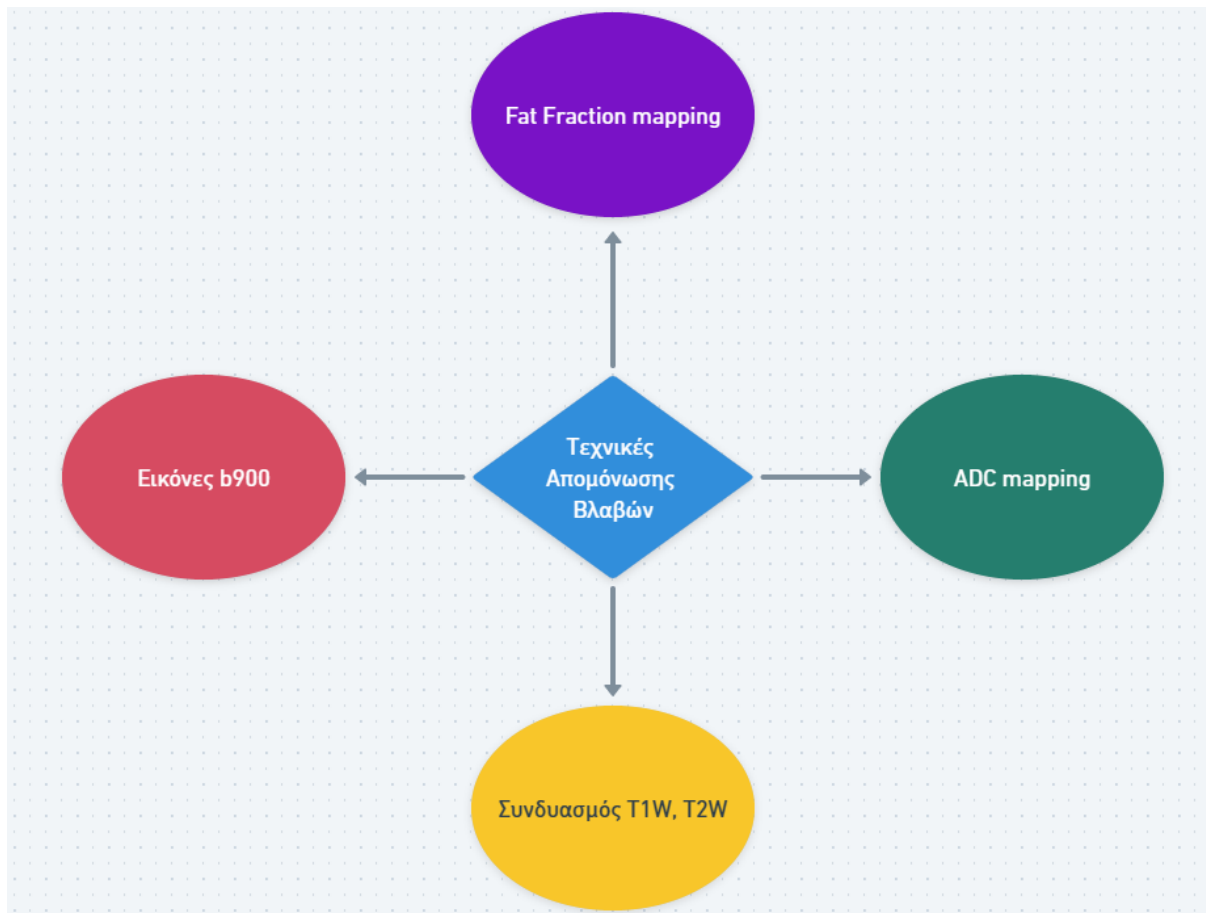 Fat Fraction mapping
Εικόνες b900
Τεχνικές
Απομόνωσης
Βλαβών
ADC mapping
Συνδυασμός T1W, T2W